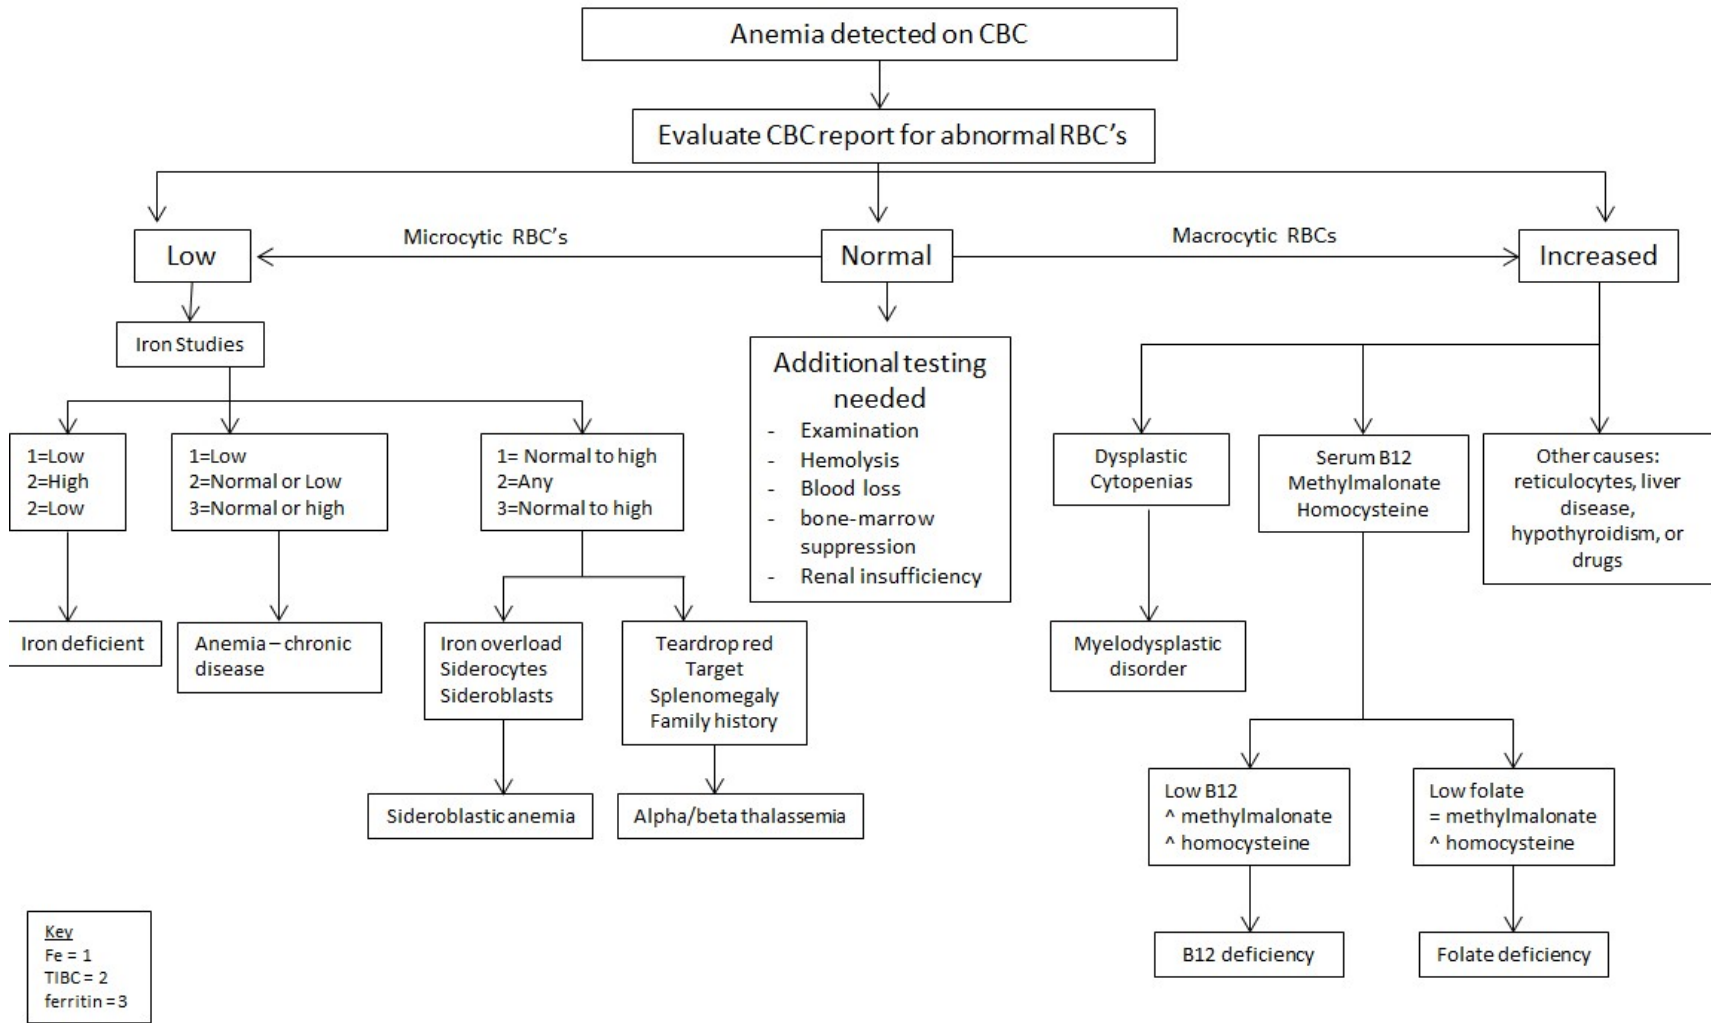 Anemia detected on CBC
Evaluate CBC report for abnormal RBC's
Microcytic RBC's
Macrocytic RBCs
Low
Normal
Increased
Iron Studies
Additional testing
needed
- Examination
- Hemolysis
- Blood loss
- bone-marrow
suppression
- Renal insufficiency
1=Low
2=High
2=Low
1=Low
2=Normal or Low
3=Normal or high
1= Normal to high
2=Any
3=Normal to high
Dysplastic
Cytopenias
Serum B12
Methylmalonate
Homocysteine
Other causes:
reticulocytes, liver
disease,
hypothyroidism, or
drugs
Iron deficient
Anemia – chronic
disease
Iron overload
Siderocytes
Sideroblasts
Teardrop red
Target
Splenomegaly
Family history
Myelodysplastic
disorder
Sideroblastic anemia
Alpha/beta thalassemia
Low B12
^ methylmalonate
^ homocysteine
Low folate
= methylmalonate
^ homocysteine
B12 deficiency
Folate deficiency
Key
Fe = 1
TIBC = 2
ferritin = 3